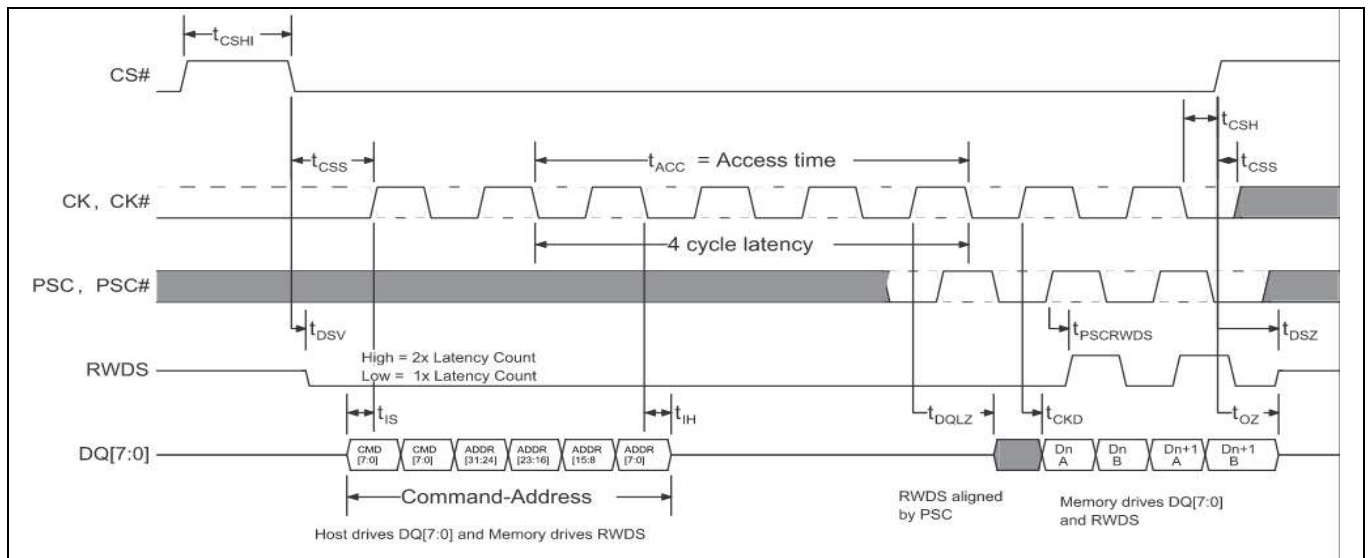 tCSHI
CS#
tCSH
tCSS
tACC = Access time
tCSS
CK, CK#
4 cycle latency
PSC, PSC#
tDSV
tPSCRWDS
tDSZ
High = 2x Latency Count
Low = 1x Latency Count
RWDS
tIS
tIH
tDQLZ
tCKD
tOZ
DQ[7:0]
CMD [7:0]
CMD [7:0]
ADDR [31:24]
ADDR [23:16]
ADDR [15:8
ADDR [7:0]
Dn A
Dn B
Dn+1 A
Dn+1 B
Command-Address
RWDS aligned
by PSC
Memory drives DQ[7:0]
and RWDS
Host drives DQ[7:0] and Memory drives RWDS